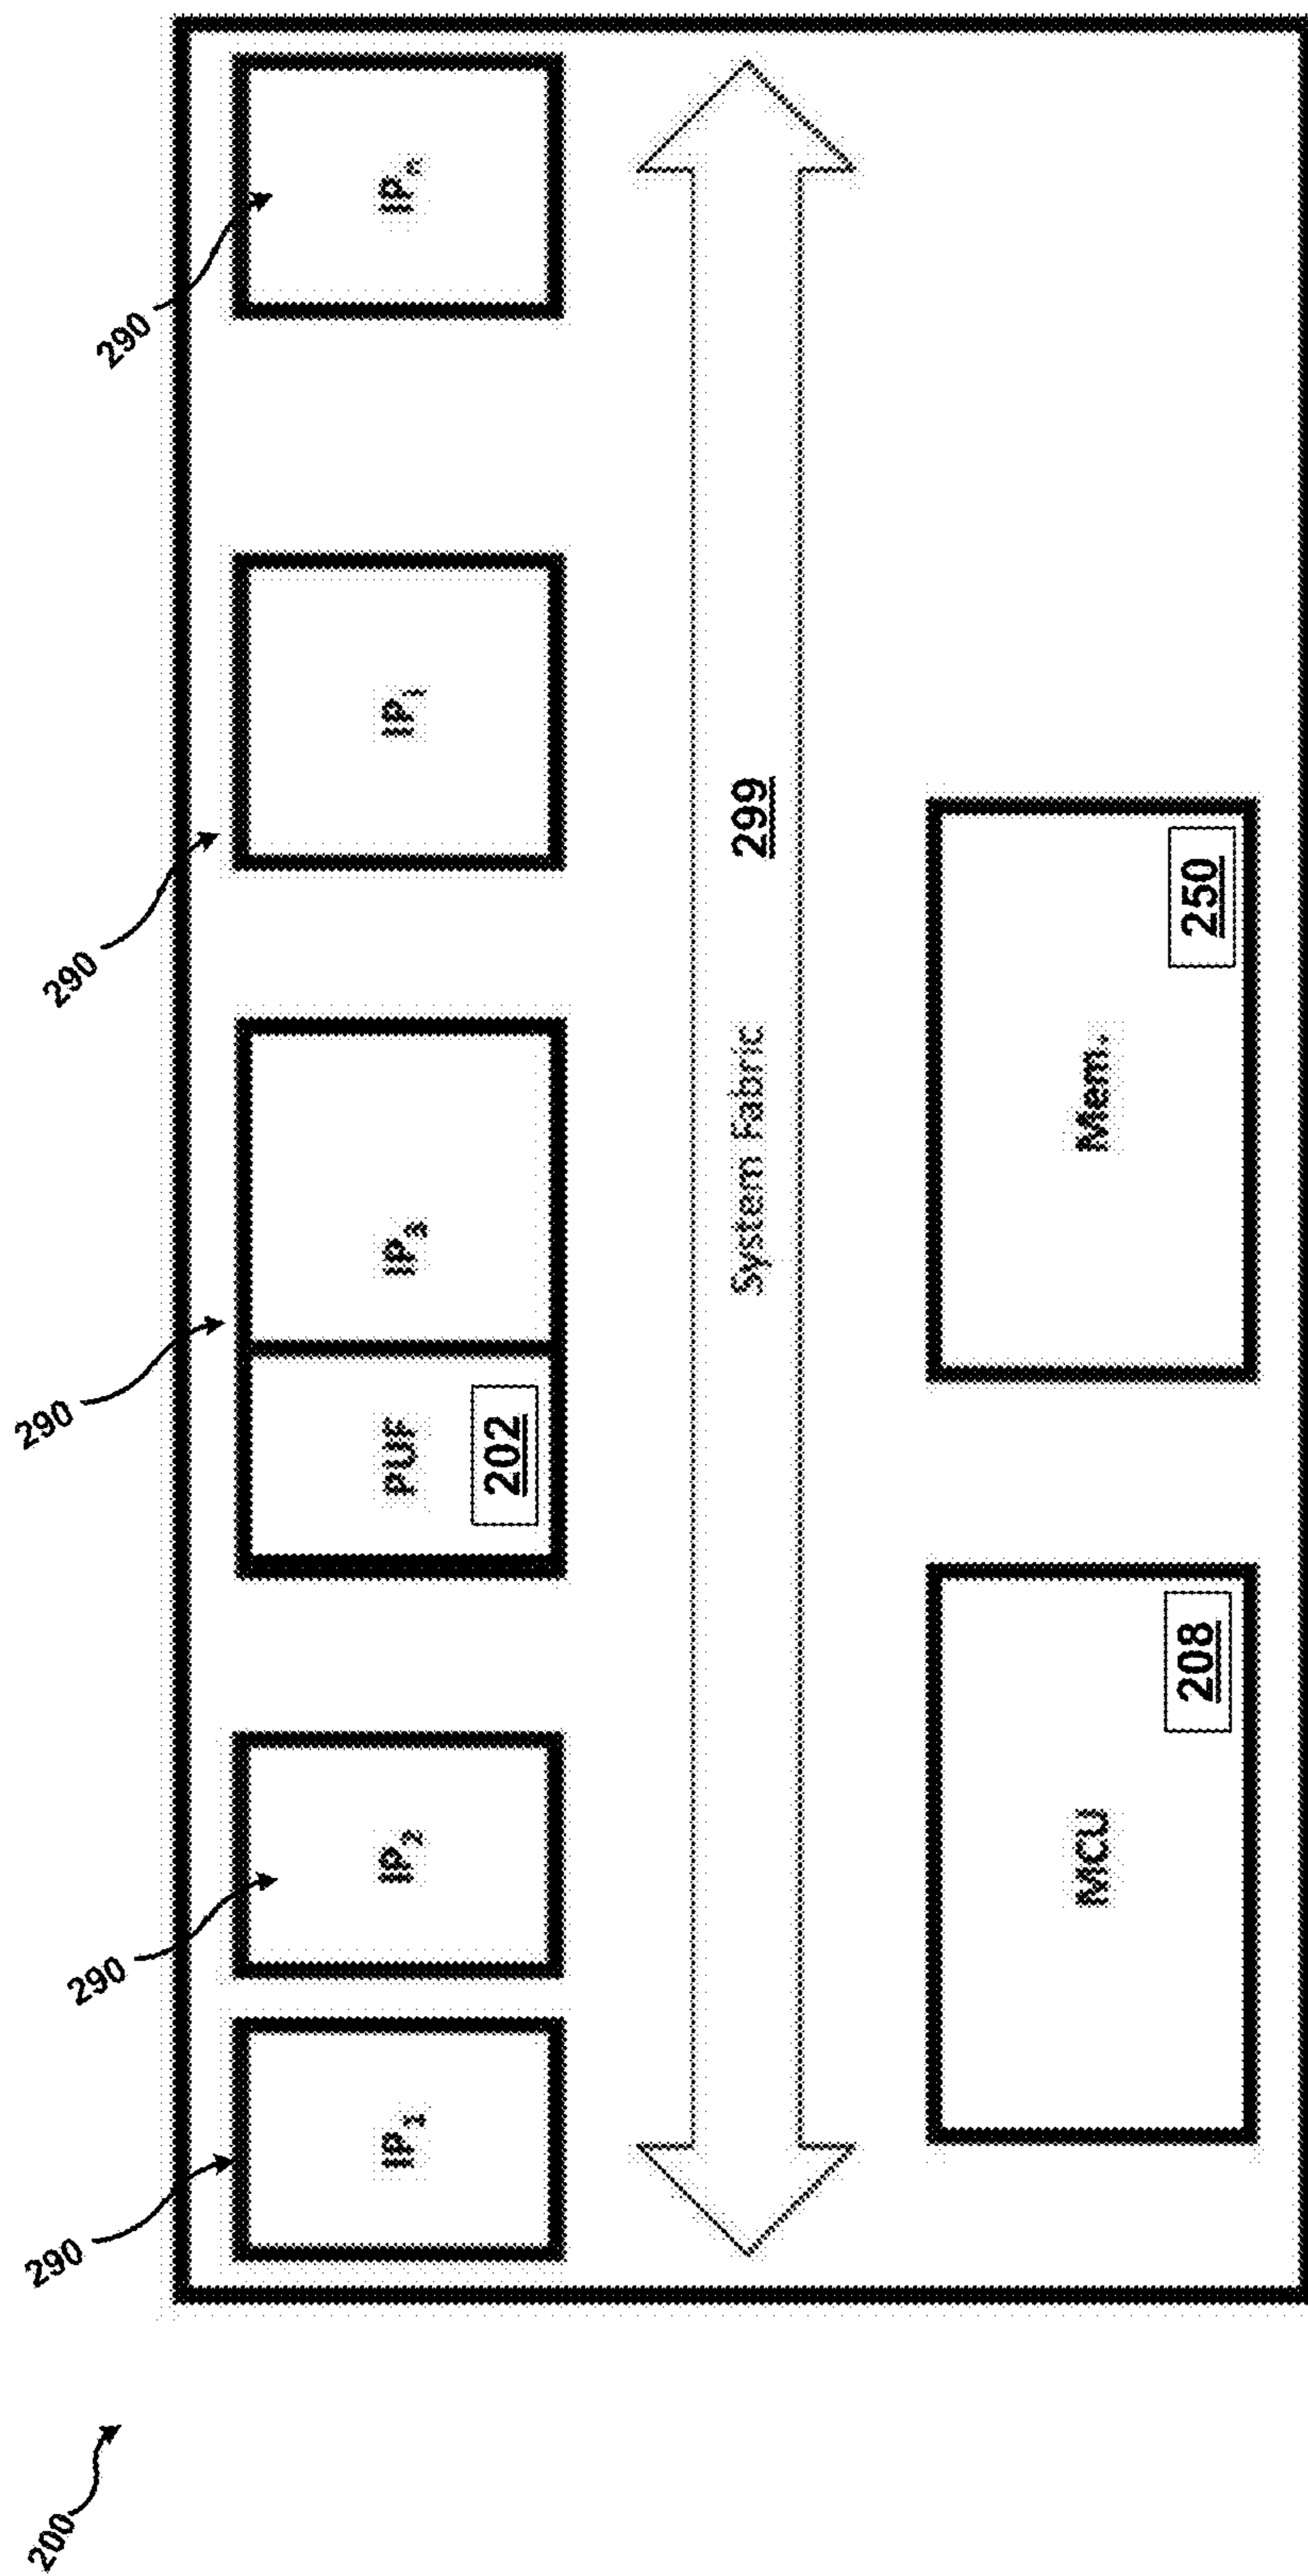 200
290
290
290
290
290
IP₁
IP₂
PUF
202
IP₃
IPᵢ
IPₙ
System Fabric
299
MCU
208
Mem.
250